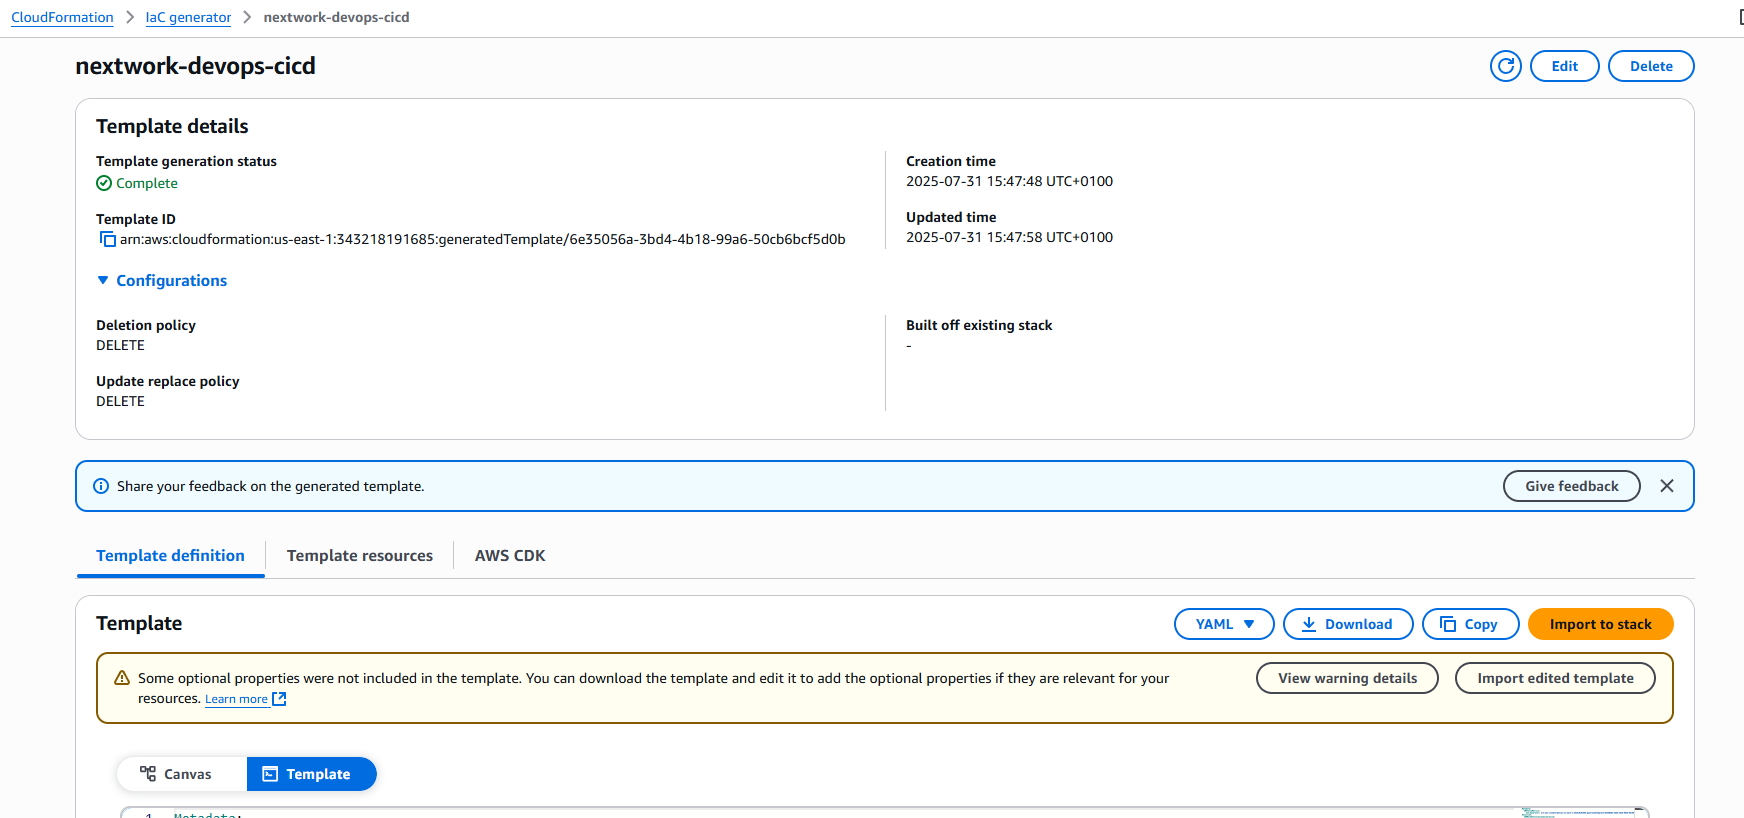 CloudFormation > IaC generator > nextwork-devops-cicd
nextwork-devops-cicd
Edit
Delete
Template details
Template generation status
Complete
Template ID
arn:aws:cloudformation:us-east-1:343218191685:generatedTemplate/6e35056a-3bd4-4b18-99a6-50cb6bcf5d0b
Creation time
2025-07-31 15:47:48 UTC+0100
Updated time
2025-07-31 15:47:58 UTC+0100
Configurations
Deletion policy
DELETE
Update replace policy
DELETE
Built off existing stack
-
Share your feedback on the generated template.
Give feedback
Template definition
Template resources
AWS CDK
Template
YAML
Download
Copy
Import to stack
Some optional properties were not included in the template. You can download the template and edit it to add the optional properties if they are relevant for your
resources. Learn more
View warning details
Import edited template
Canvas
Template
1 Metadata: